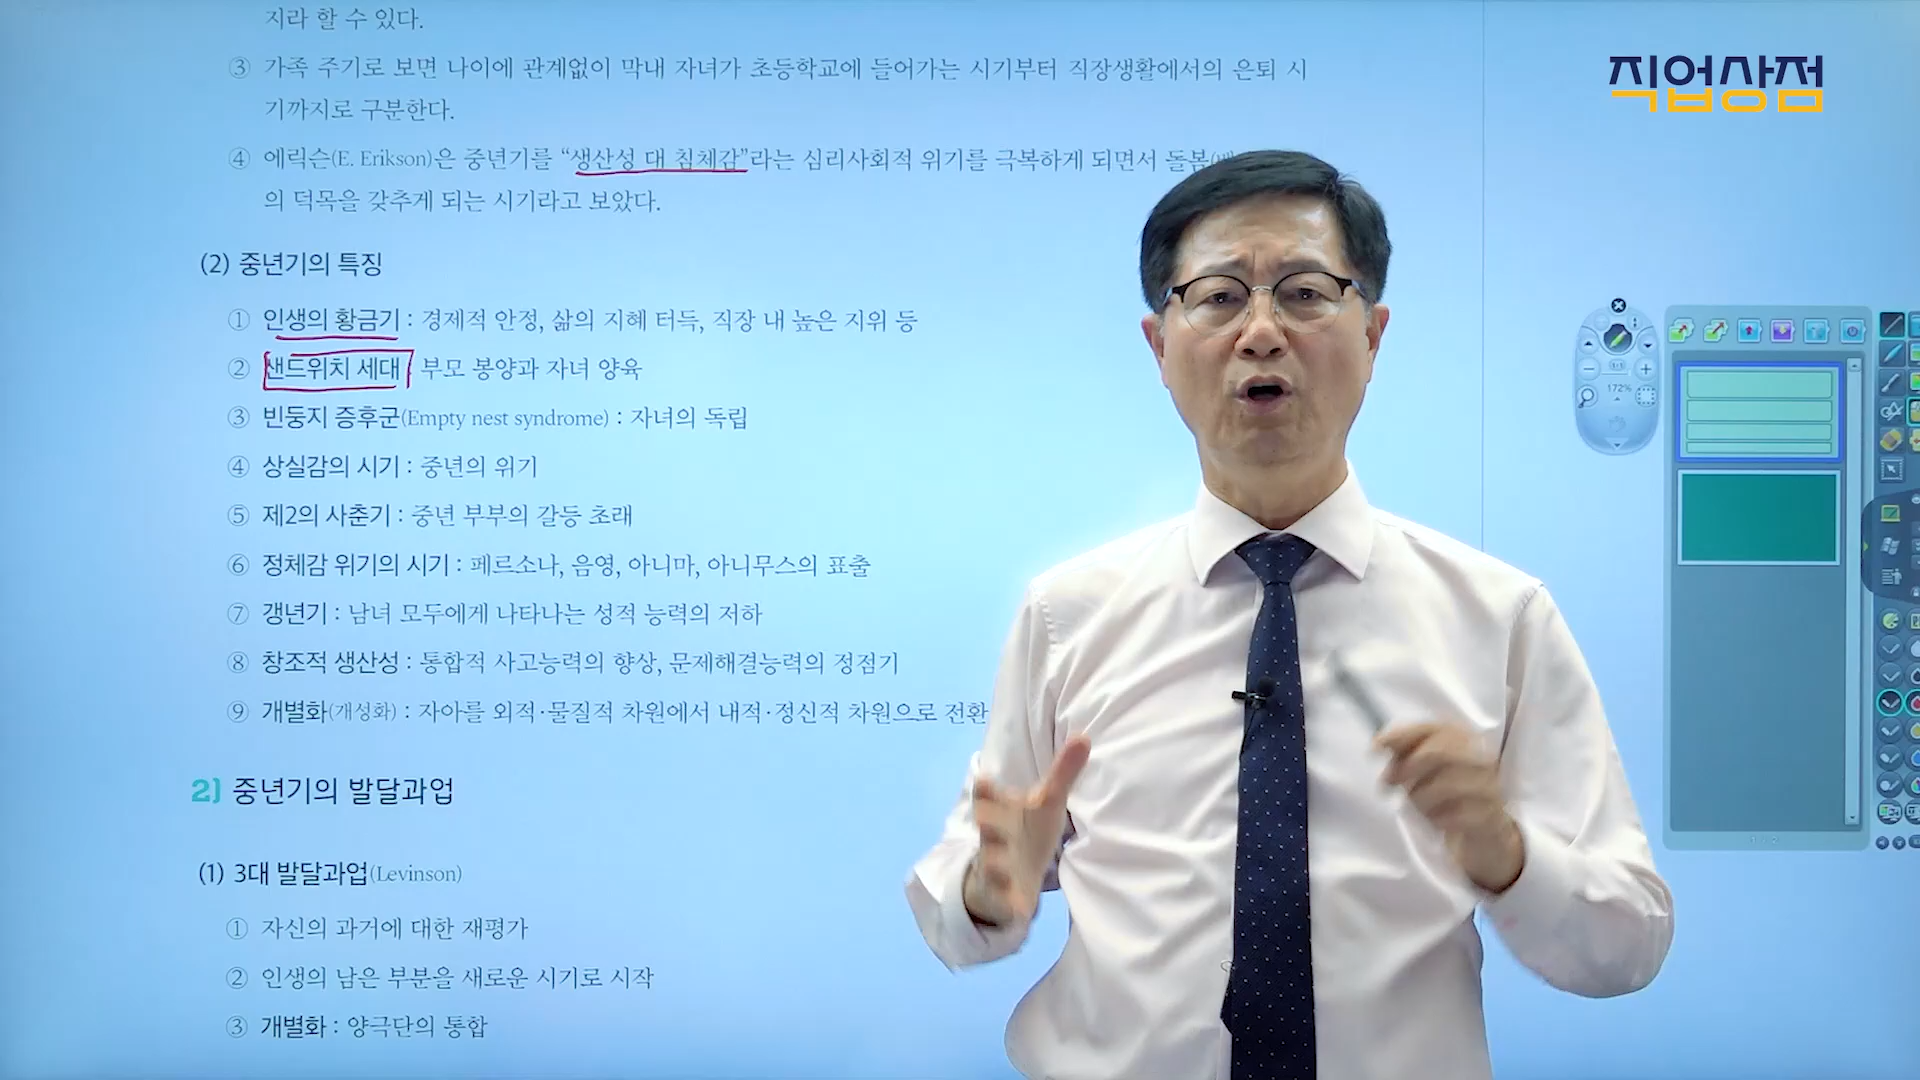 지라 할 수 있다.
직업상점
③ 가족 주기로 보면 나이에 관계없이 막내 자녀가 초등학교에 들어가는 시기부터 직장생활에서의 은퇴 시
기까지로 구분한다.
④ 에릭슨(E. Erikson)은 중년기를 “생산성 대 침체감”라는 심리사회적 위기를 극복하게 되면서 돌봄
의 덕목을 갖추게 되는 시기라고 보았다.
(2) 중년기의 특징
① 인생의 황금기 : 경제적 안정, 삶의 지혜 터득, 직장 내 높은 지위 등
② 샌드위치 세대 : 부모 봉양과 자녀 양육
③ 빈둥지 증후군(Empty nest syndrome) : 자녀의 독립
④ 상실감의 시기 : 중년의 위기
⑤ 제2의 사춘기 : 중년 부부의 갈등 초래
⑥ 정체감 위기의 시기 : 페르소나, 음영, 아니마, 아니무스의 표출
⑦ 갱년기 : 남녀 모두에게 나타나는 성적 능력의 저하
⑧ 창조적 생산성 : 통합적 사고능력의 향상, 문제해결능력의 정점기
⑨ 개별화(개성화) : 자아를 외적·물질적 차원에서 내적·정신적 차원으로 전환
2) 중년기의 발달과업
(1) 3대 발달과업(Levinson)
① 자신의 과거에 대한 재평가
② 인생의 남은 부분을 새로운 시기로 시작
③ 개별화 : 양극단의 통합
172%